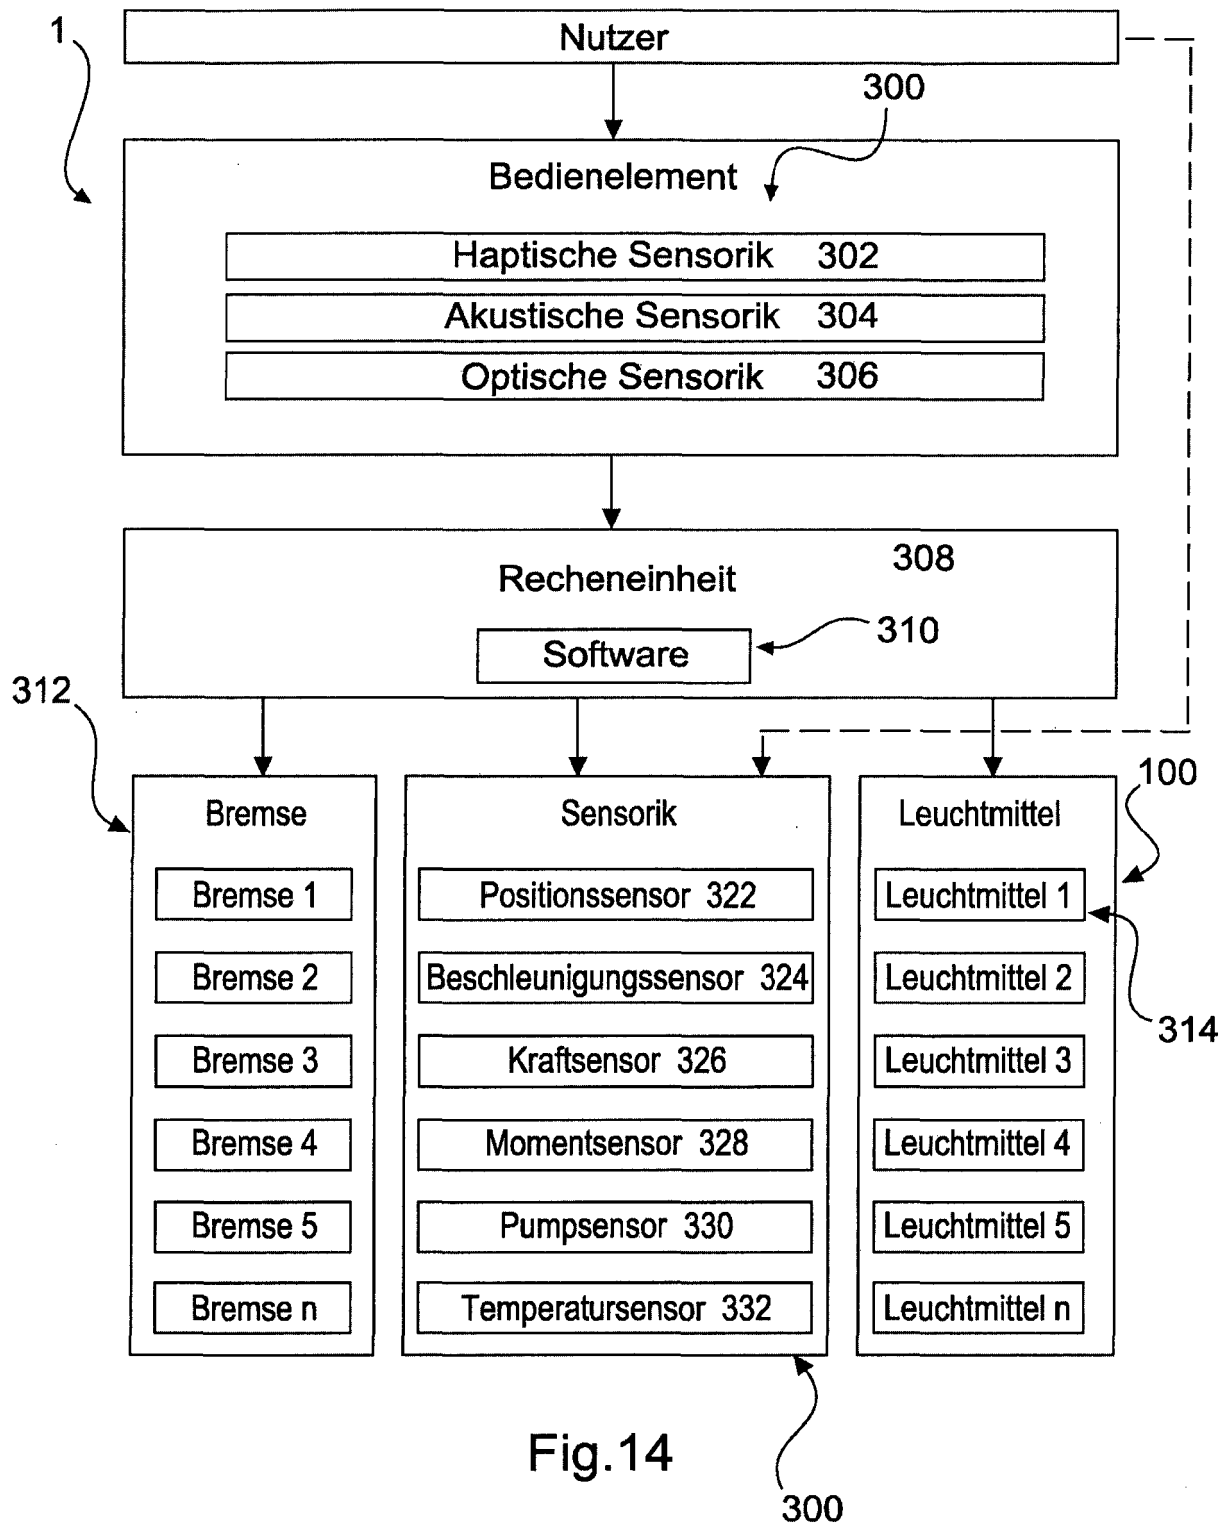 1
Nutzer
300
Bedienelement
Haptische Sensorik 302
Akustische Sensorik 304
Optische Sensorik 306
308
Recheneinheit
310
Software
312
100
Bremse
Bremse 1
Bremse 2
Bremse 3
Bremse 4
Bremse 5
Bremse n
Sensorik
Positionssensor 322
Beschleunigungssensor 324
Kraftsensor 326
Momentsensor 328
Pumpsensor 330
Temperatursensor 332
Leuchtmittel
Leuchtmittel 1
Leuchtmittel 2
314
Leuchtmittel 3
Leuchtmittel 4
Leuchtmittel 5
Leuchtmittel n
Fig.14
300